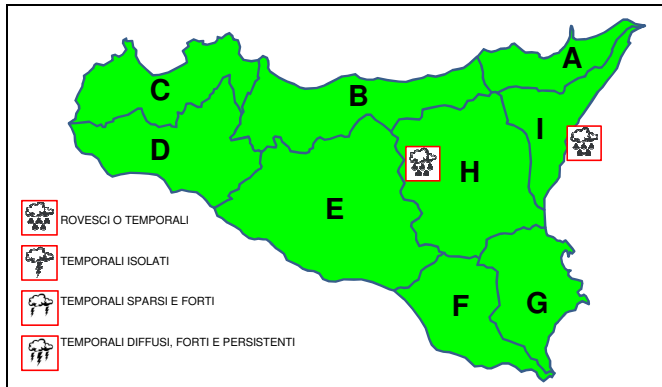 A
B
C
I
D
H
E
ROVESCI O TEMPORALI
TEMPORALI ISOLATI
TEMPORALI SPARSI E FORTI
F
G
TEMPORALI DIFFUSI, FORTI E PERSISTENTI